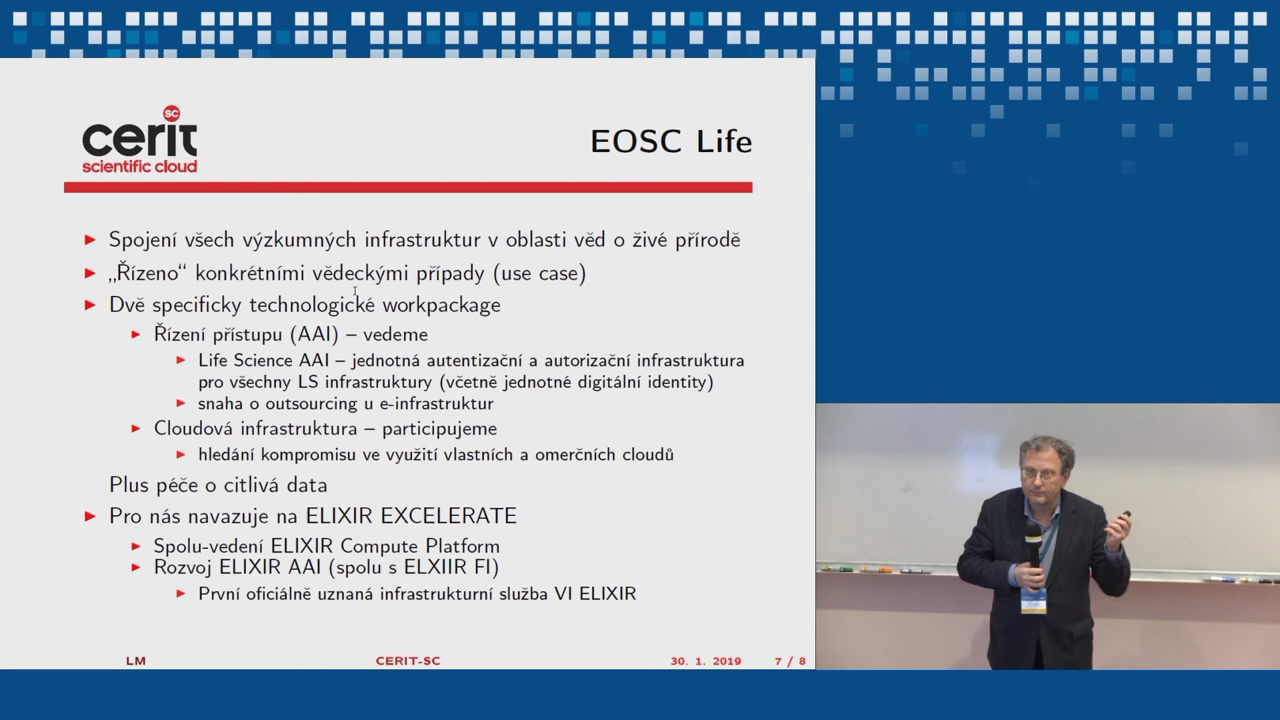 sc
cerit
scientific cloud
EOSC Life
Spojení všech výzkumných infrastruktur v oblasti věd o živé přírodě
„Řízeno“ konkrétními vědeckými případy (use case)
Dvě specificky technologické workpackage
Řízení přístupu (AAI) – vedeme
Life Science AAI – jednotná autentizační a autorizační infrastruktura
pro všechny LS infrastruktury (včetně jednotné digitální identity)
snaha o outsourcing u e-infrastruktur
Cloudová infrastruktura – participujeme
hledání kompromisu ve využití vlastních a omerčních cloudů
Plus péče o citlivá data
Pro nás navazuje na ELIXIR EXCELERATE
Spolu-vedení ELIXIR Compute Platform
Rozvoj ELIXIR AAI (spolu s ELXIIR FI)
První oficiálně uznaná infrastrukturní služba VI ELIXIR
LM CERIT-SC 30. 1. 2019 7 / 8